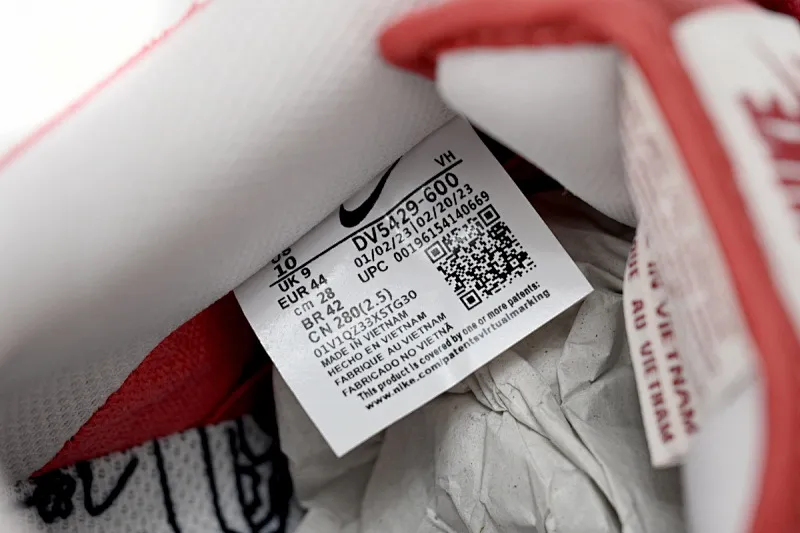 VH
US
10
DV5429-600
UK 9
01/02/23|02/20/23
EUR 44
UPC 00196154140669
cm 28
BR 42
CN 280(2.5)
01V1QZ33XSTG30
MADE IN VIETNAM
HECHO EN VIETNAM
FABRIQUE AU VIETNAM
FABRICADO NO VIETNÃ
This product is covered by one or more patents:
www.nike.com/patentsvirtualmarking
IN VIETNAM
AU VIETNAM